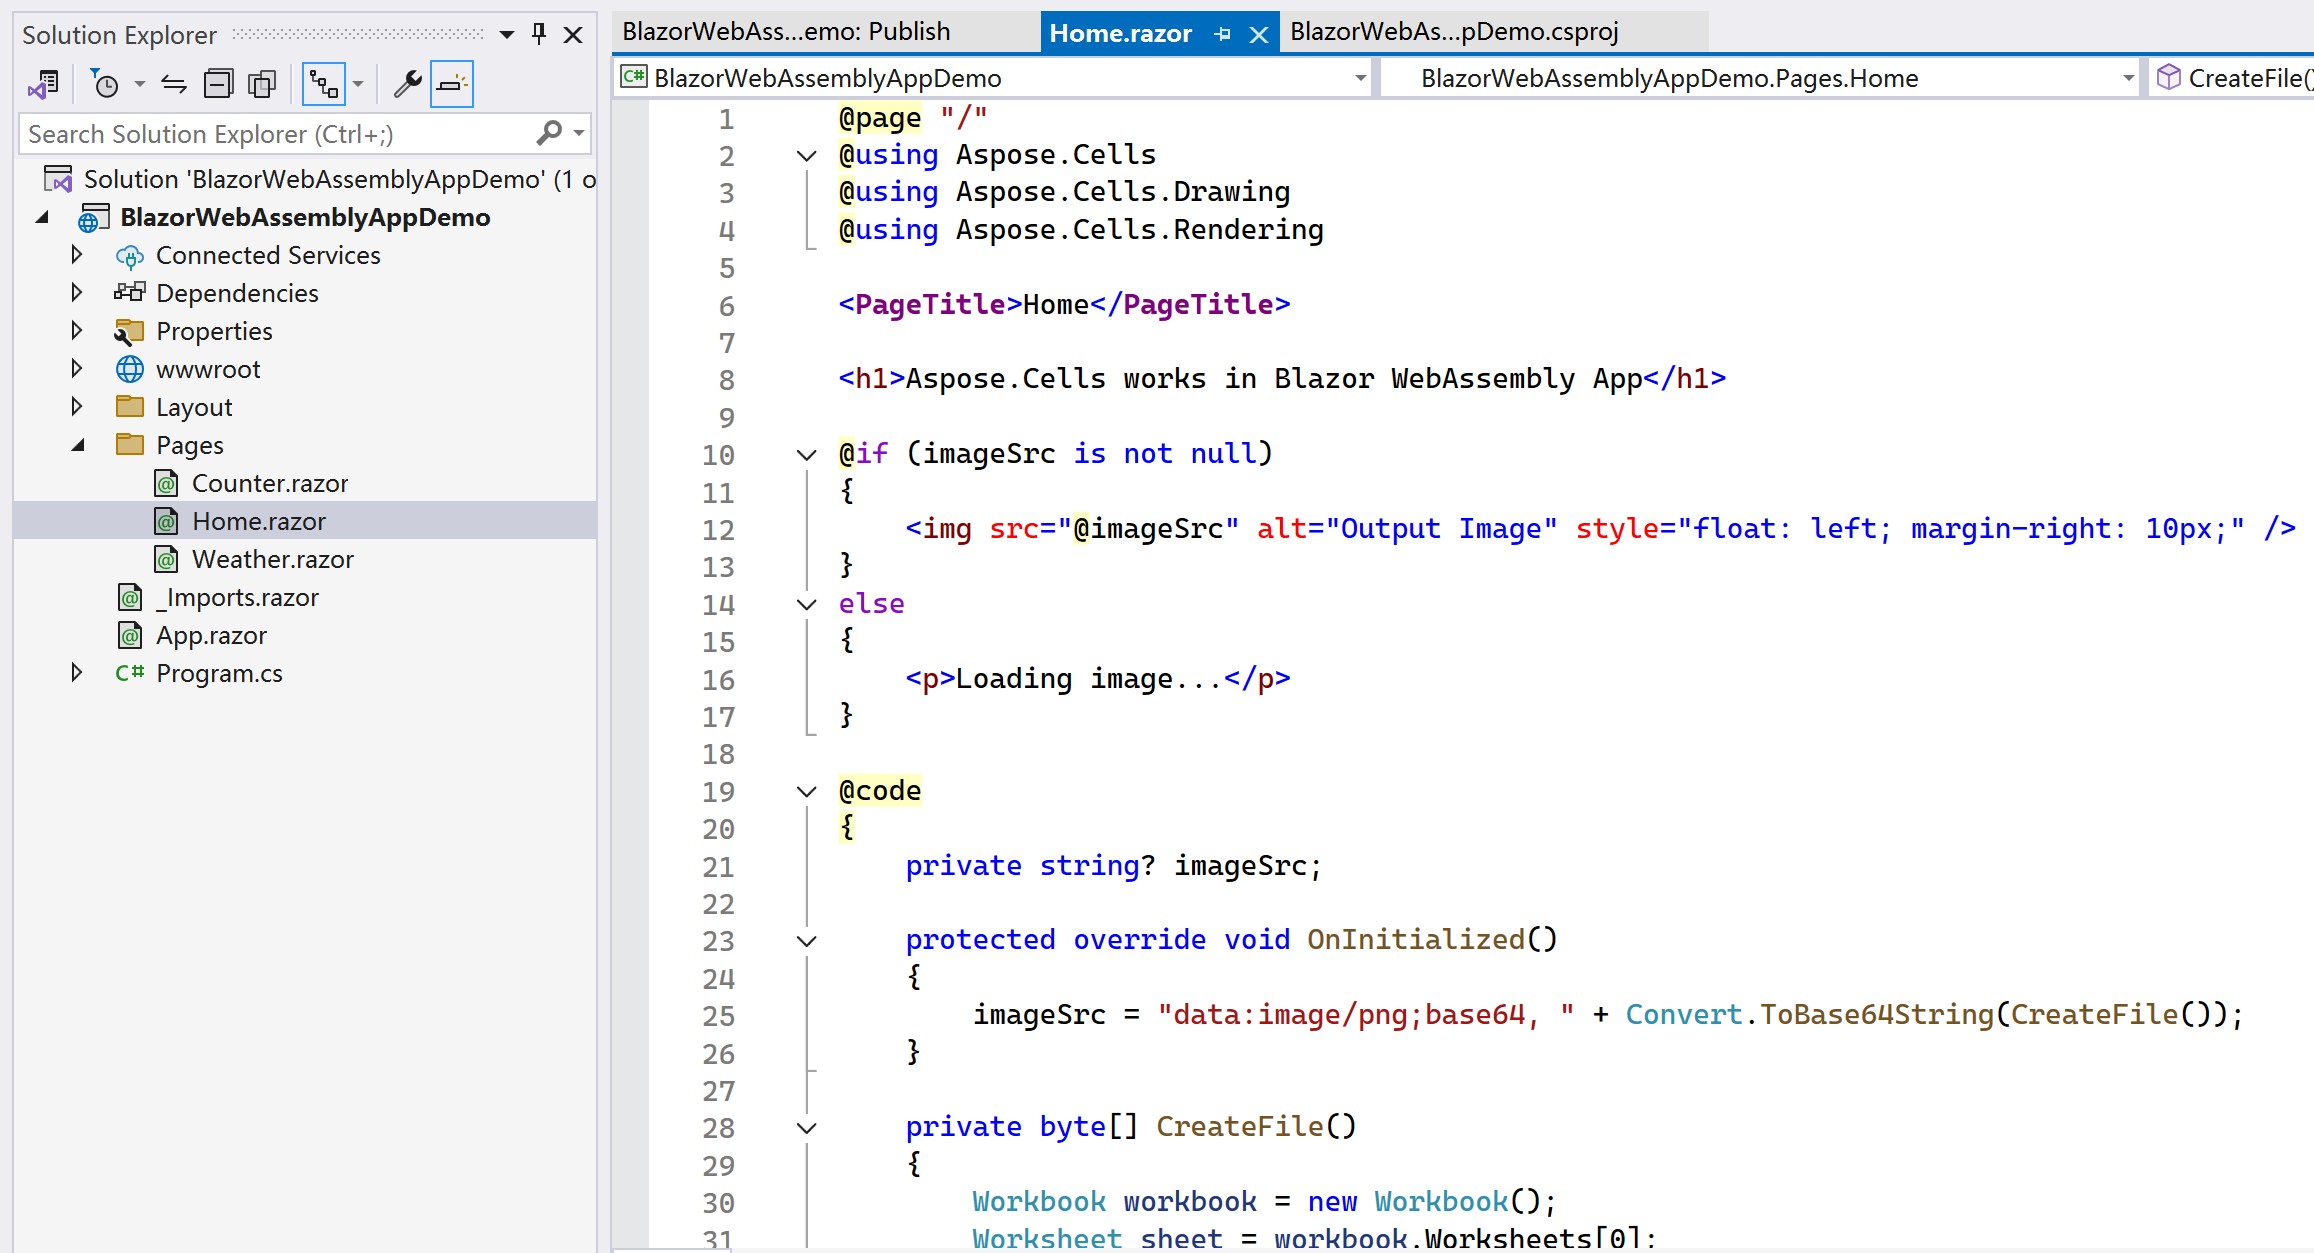 Solution Explorer
Search Solution Explorer (Ctrl+;)
Solution 'BlazorWebAssemblyAppDemo' (1 o
BlazorWebAssemblyAppDemo
Connected Services
Dependencies
Properties
wwwroot
Layout
Pages
Counter.razor
Home.razor
Weather.razor
_Imports.razor
App.razor
C# Program.cs
BlazorWebAss...emo: Publish
Home.razor
BlazorWebAs...pDemo.csproj
C# BlazorWebAssemblyAppDemo
BlazorWebAssemblyAppDemo.Pages.Home
CreateFile()
1 @page "/"
2 @using Aspose.Cells
3 @using Aspose.Cells.Drawing
4 @using Aspose.Cells.Rendering
5
6 <PageTitle>Home</PageTitle>
7
8 <h1>Aspose.Cells works in Blazor WebAssembly App</h1>
9
10 @if (imageSrc is not null)
11 {
12 <img src="@imageSrc" alt="Output Image" style="float: left; margin-right: 10px;" />
13 }
14 else
15 {
16 <p>Loading image...</p>
17 }
18
19 @code
20 {
21 private string? imageSrc;
22
23 protected override void OnInitialized()
24 {
25 imageSrc = "data:image/png;base64, " + Convert.ToBase64String(CreateFile());
26 }
27
28 private byte[] CreateFile()
29 {
30 Workbook workbook = new Workbook();
31 Worksheet sheet = workbook.Worksheets[0];